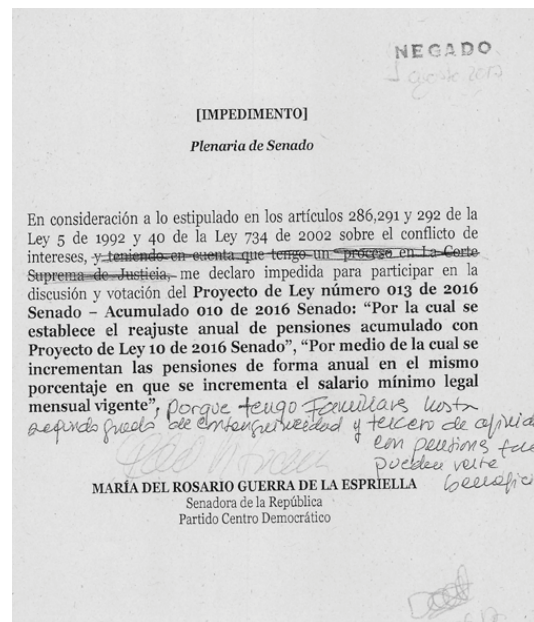 NEGADO
agosto 2017
[IMPEDIMENTO]
Plenaria de Senado
En consideración a lo estipulado en los artículos 286,291 y 292 de la
Ley 5 de 1992 y 40 de la Ley 734 de 2002 sobre el conflicto de
intereses, y teniendo en cuenta que tengo un proceso en La Corte
Suprema de Justicia, me declaro impedida para participar en la
discusión y votación del Proyecto de Ley número 013 de 2016
Senado – Acumulado 010 de 2016 Senado: “Por la cual se
establece el reajuste anual de pensiones acumulado con
Proyecto de Ley 10 de 2016 Senado”, “Por medio de la cual se
incrementan las pensiones de forma anual en el mismo
porcentaje en que se incrementa el salario mínimo legal
mensual vigente”, porque tengo familiares hasta
segundo grado de consanguinidad y tercero de afinida
con pensiones que
pueden verse
benefici
MARÍA DEL ROSARIO GUERRA DE LA ESPRIELLA
Senadora de la República
Partido Centro Democrático